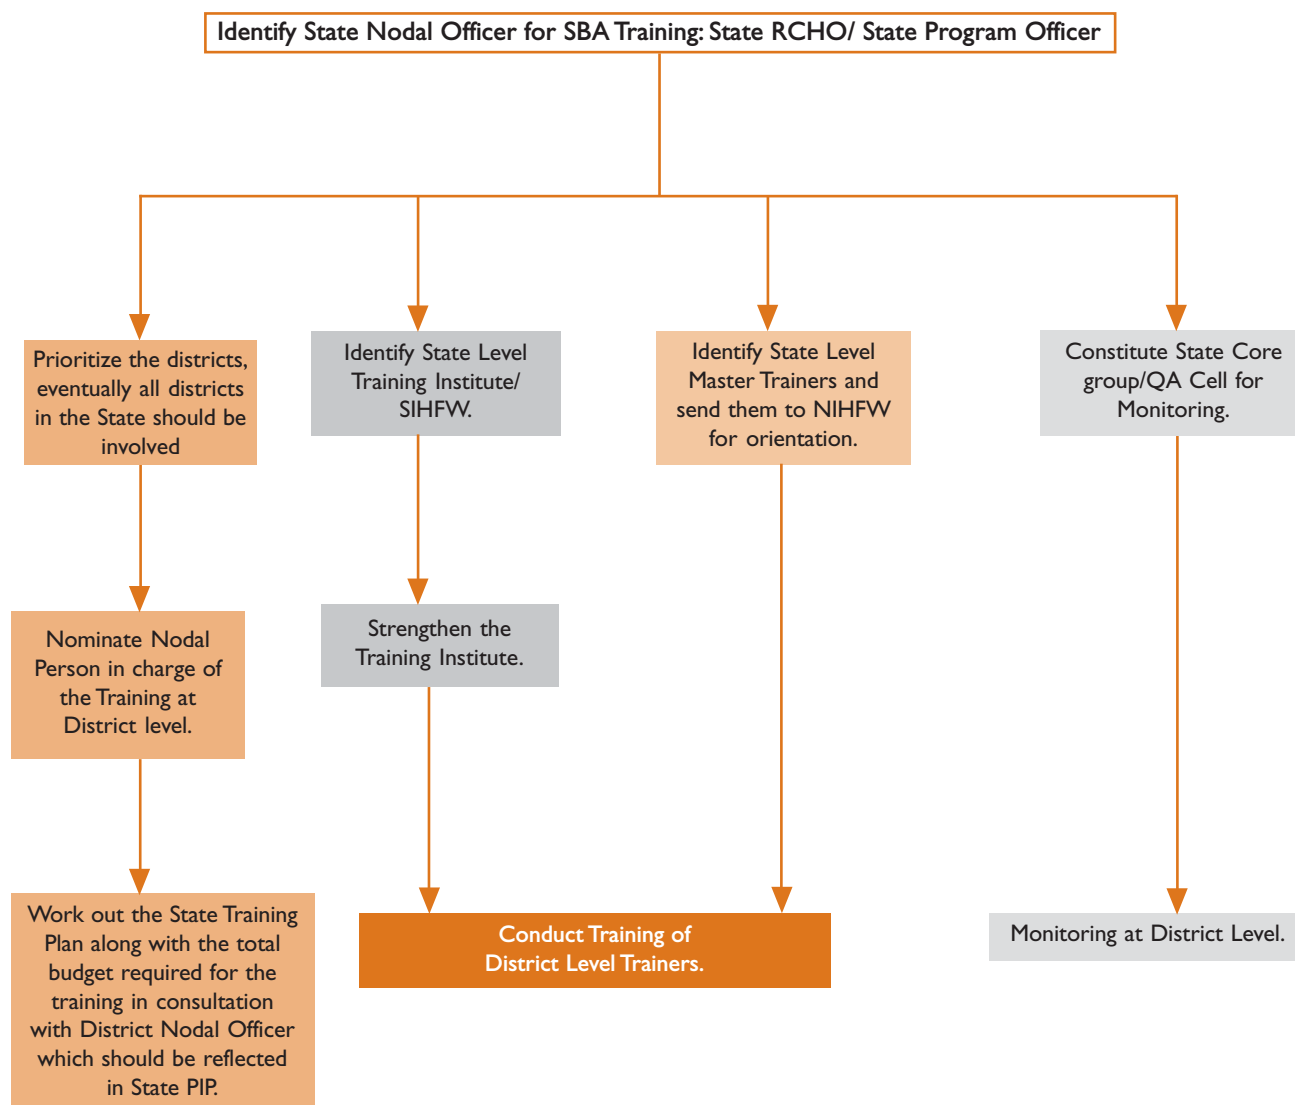 Identify State Nodal Officer for SBA Training: State RCHO/ State Program Officer
Prioritize the districts,
eventually all districts
in the State should be
involved
Nominate Nodal
Person in charge of
the Training at
District level.
Work out the State Training
Plan along with the total
budget required for the
training in consultation
with District Nodal Officer
which should be reflected
in State PIP.
Identify State Level
Training Institute/
SIHFW.
Strengthen the
Training Institute.
Identify State Level
Master Trainers and
send them to NIHFW
for orientation.
Conduct Training of
District Level Trainers.
Constitute State Core
group/QA Cell for
Monitoring.
Monitoring at District Level.